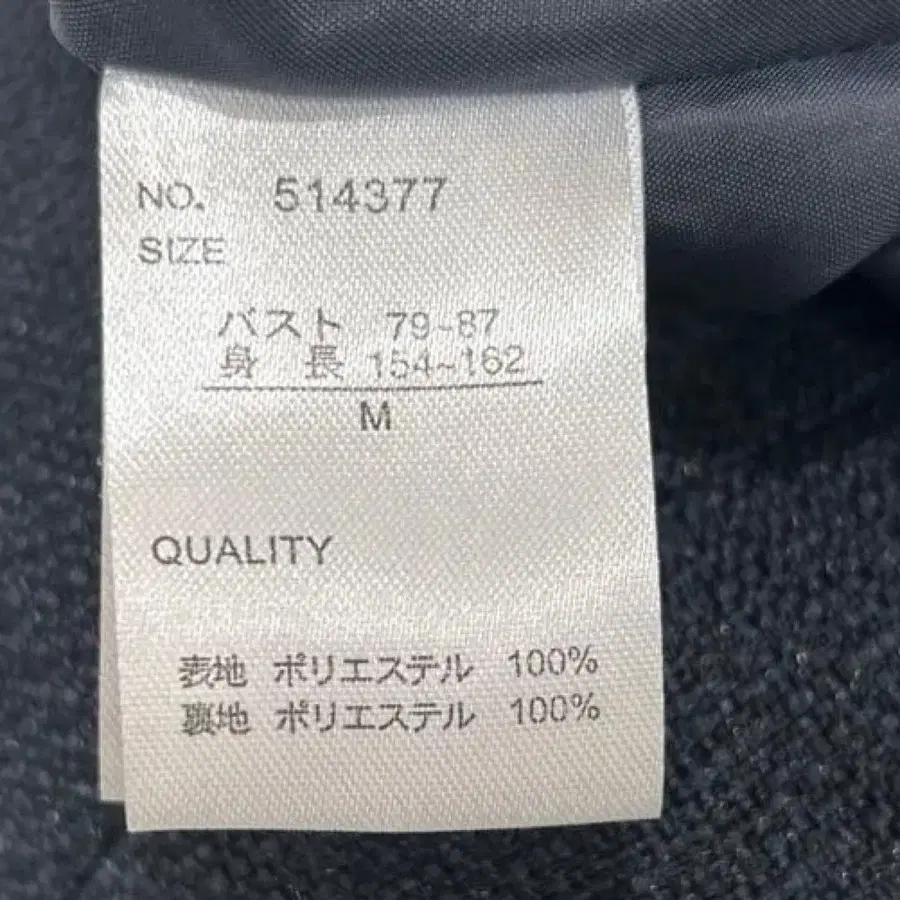 NO. 514377
SIZE
バスト 79~87
身 長 154~162
M
QUALITY
表地 ポリエステル 100%
裏地 ポリエステル 100%